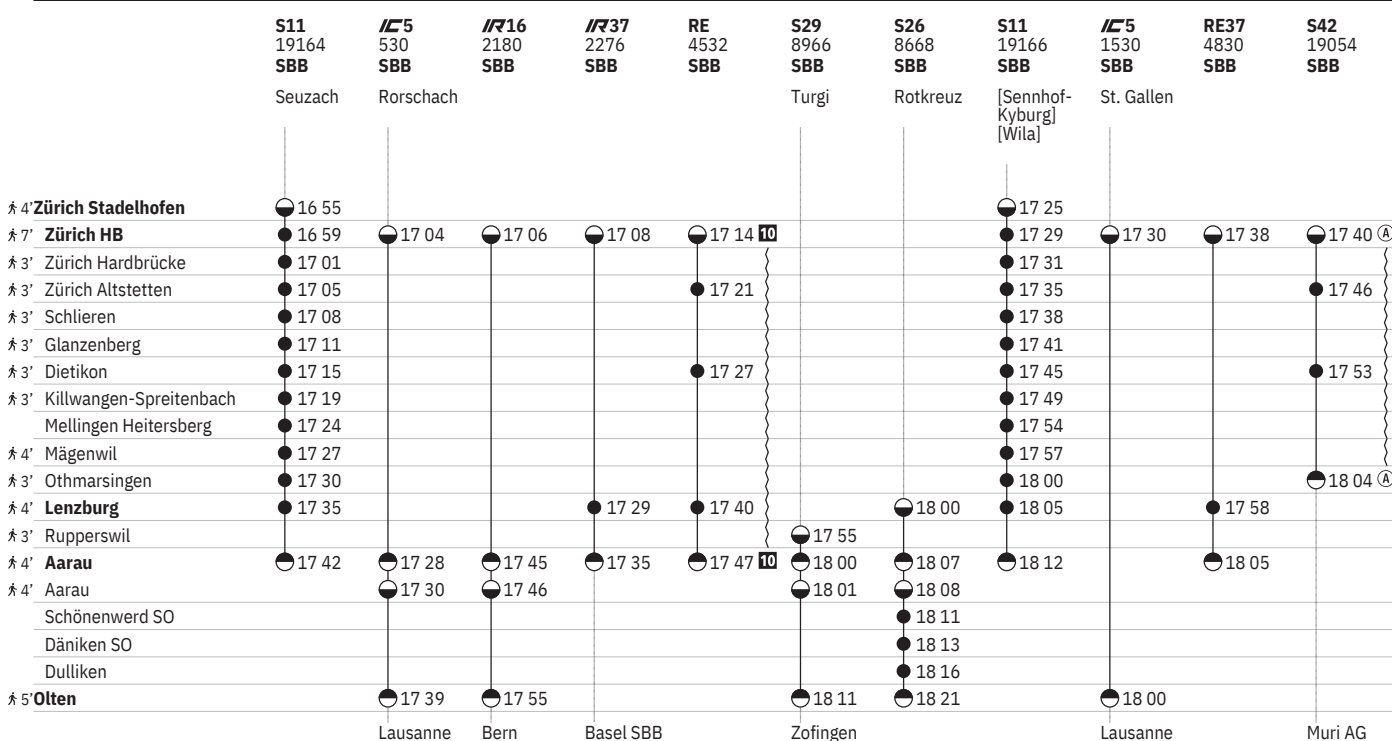 S11 IC5 IR16 IR37 RE S29 S26 S11 IC5 RE37 S42
19164 530 2180 2276 4532 8966 8668 19166 1530 4830 19054
SBB SBB SBB SBB SBB SBB SBB SBB SBB SBB SBB
Seuzach Rorschach Turgi Rotkreuz [Sennhof- St. Gallen
Kyburg]
[Wila]
4' Zürich Stadelhofen 16 55 17 25
7' Zürich HB 16 59 17 04 17 06 17 08 17 14 10 17 29 17 30 17 38 17 40 A
3' Zürich Hardbrücke 17 01 17 31
3' Zürich Altstetten 17 05 17 21 17 35 17 46
3' Schlieren 17 08 17 38
3' Glanzenberg 17 11 17 41
3' Dietikon 17 15 17 27 17 45 17 53
3' Killwangen-Spreitenbach 17 19 17 49
Mellingen Heitersberg 17 24 17 54
4' Mägenwil 17 27 17 57
3' Othmarsingen 17 30 18 00 18 04 A
4' Lenzburg 17 35 17 29 17 40 18 00 18 05 17 58
3' Rupperswil 17 55
4' Aarau 17 42 17 28 17 45 17 35 17 47 10 18 00 18 07 18 12 18 05
4' Aarau 17 30 17 46 18 01 18 08
Schönenwerd SO 18 11
Däniken SO 18 13
Dulliken 18 16
5' Olten 17 39 17 55 18 11 18 21 18 00
Lausanne Bern Basel SBB Zofingen Lausanne Muri AG